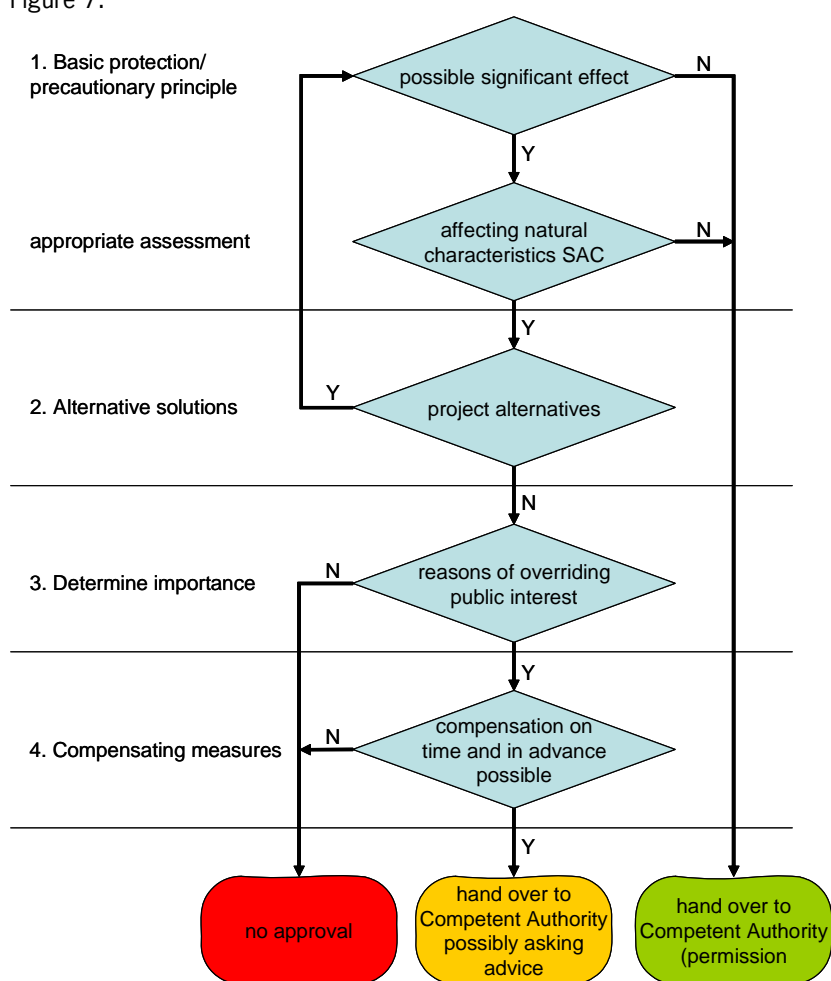 Figure 7.
1. Basic protection/
precautionary principle
possible significant effect
N
Y
appropriate assessment
affecting natural
characteristics SAC
N
Y
2. Alternative solutions
Y
project alternatives
N
3. Determine importance
N
reasons of overriding
public interest
Y
4. Compensating measures
N
compensation on
time and in advance
possible
Y
no approval
hand over to
Competent Authority
possibly asking
advice
hand over to
Competent Authority
(permission